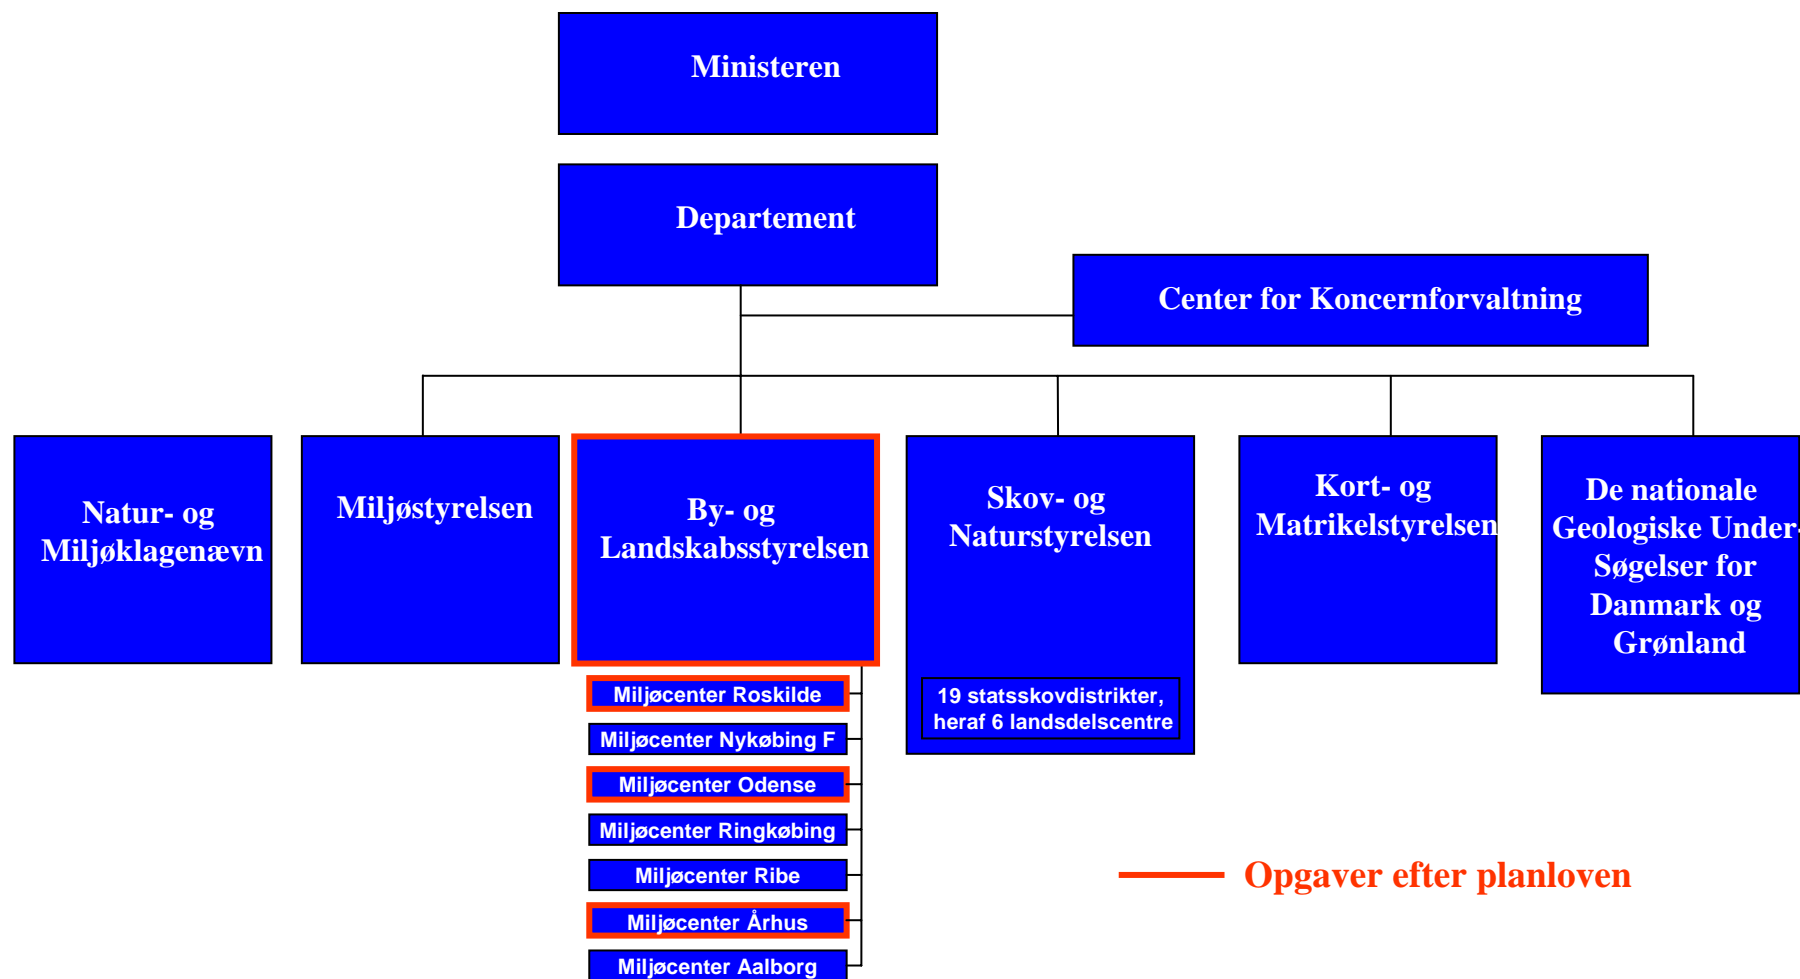 Ministeren
Departement
Center for Koncernforvaltning
Natur- og
Miljøklagenævn
Miljøstyrelsen
By- og
Landskabsstyrelsen
Skov- og
Naturstyrelsen
19 statsskovdistrikter,
heraf 6 landsdelscentre
Kort- og
Matrikelstyrelsen
De nationale
Geologiske Under-
Søgelser for
Danmark og
Grønland
Miljøcenter Roskilde
Miljøcenter Nykøbing F
Miljøcenter Odense
Miljøcenter Ringkøbing
Miljøcenter Ribe
Miljøcenter Århus
Miljøcenter Aalborg
Opgaver efter planloven